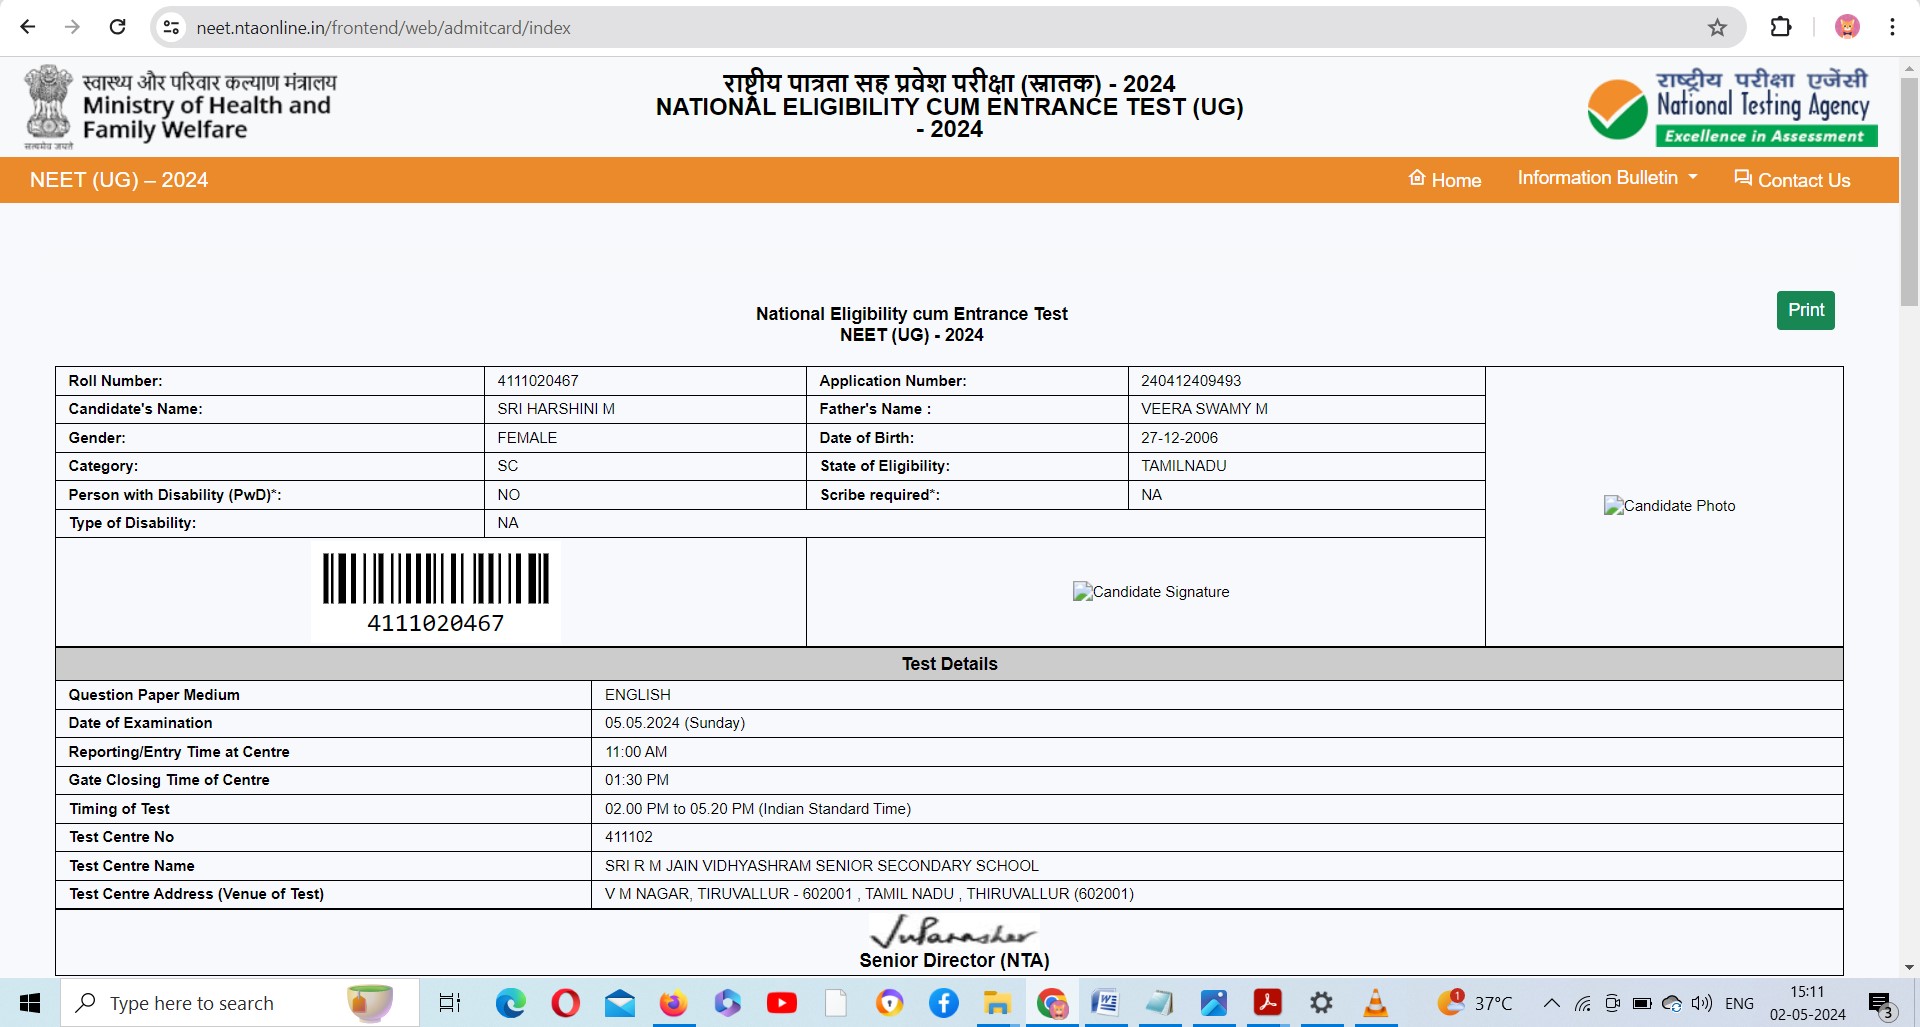 neet.ntaonline.in/frontend/web/admitcard/index
स्वास्थ्य और परिवार कल्याण मंत्रालय
Ministry of Health and
Family Welfare
सत्यमेव जयते
राष्ट्रीय पात्रता सह प्रवेश परीक्षा (स्नातक) - 2024
NATIONAL ELIGIBILITY CUM ENTRANCE TEST (UG)
- 2024
राष्ट्रीय परीक्षा एजेंसी
National Testing Agency
Excellence in Assessment
NEET (UG) – 2024
Home
Information Bulletin
Contact Us
National Eligibility cum Entrance Test
NEET (UG) - 2024
Print
Roll Number: 4111020467 Application Number: 240412409493
Candidate's Name: SRI HARSHINI M Father's Name : VEERA SWAMY M
Gender: FEMALE Date of Birth: 27-12-2006
Category: SC State of Eligibility: TAMILNADU
Person with Disability (PwD)*: NO Scribe required*: NA
Type of Disability: NA
Candidate Photo
4111020467
Candidate Signature
Test Details
Question Paper Medium ENGLISH
Date of Examination 05.05.2024 (Sunday)
Reporting/Entry Time at Centre 11:00 AM
Gate Closing Time of Centre 01:30 PM
Timing of Test 02.00 PM to 05.20 PM (Indian Standard Time)
Test Centre No 411102
Test Centre Name SRI R M JAIN VIDHYASHRAM SENIOR SECONDARY SCHOOL
Test Centre Address (Venue of Test) V M NAGAR, TIRUVALLUR - 602001 , TAMIL NADU , THIRUVALLUR (602001)
Senior Director (NTA)
Type here to search
1
37°C
ENG
15:11
02-05-2024
3